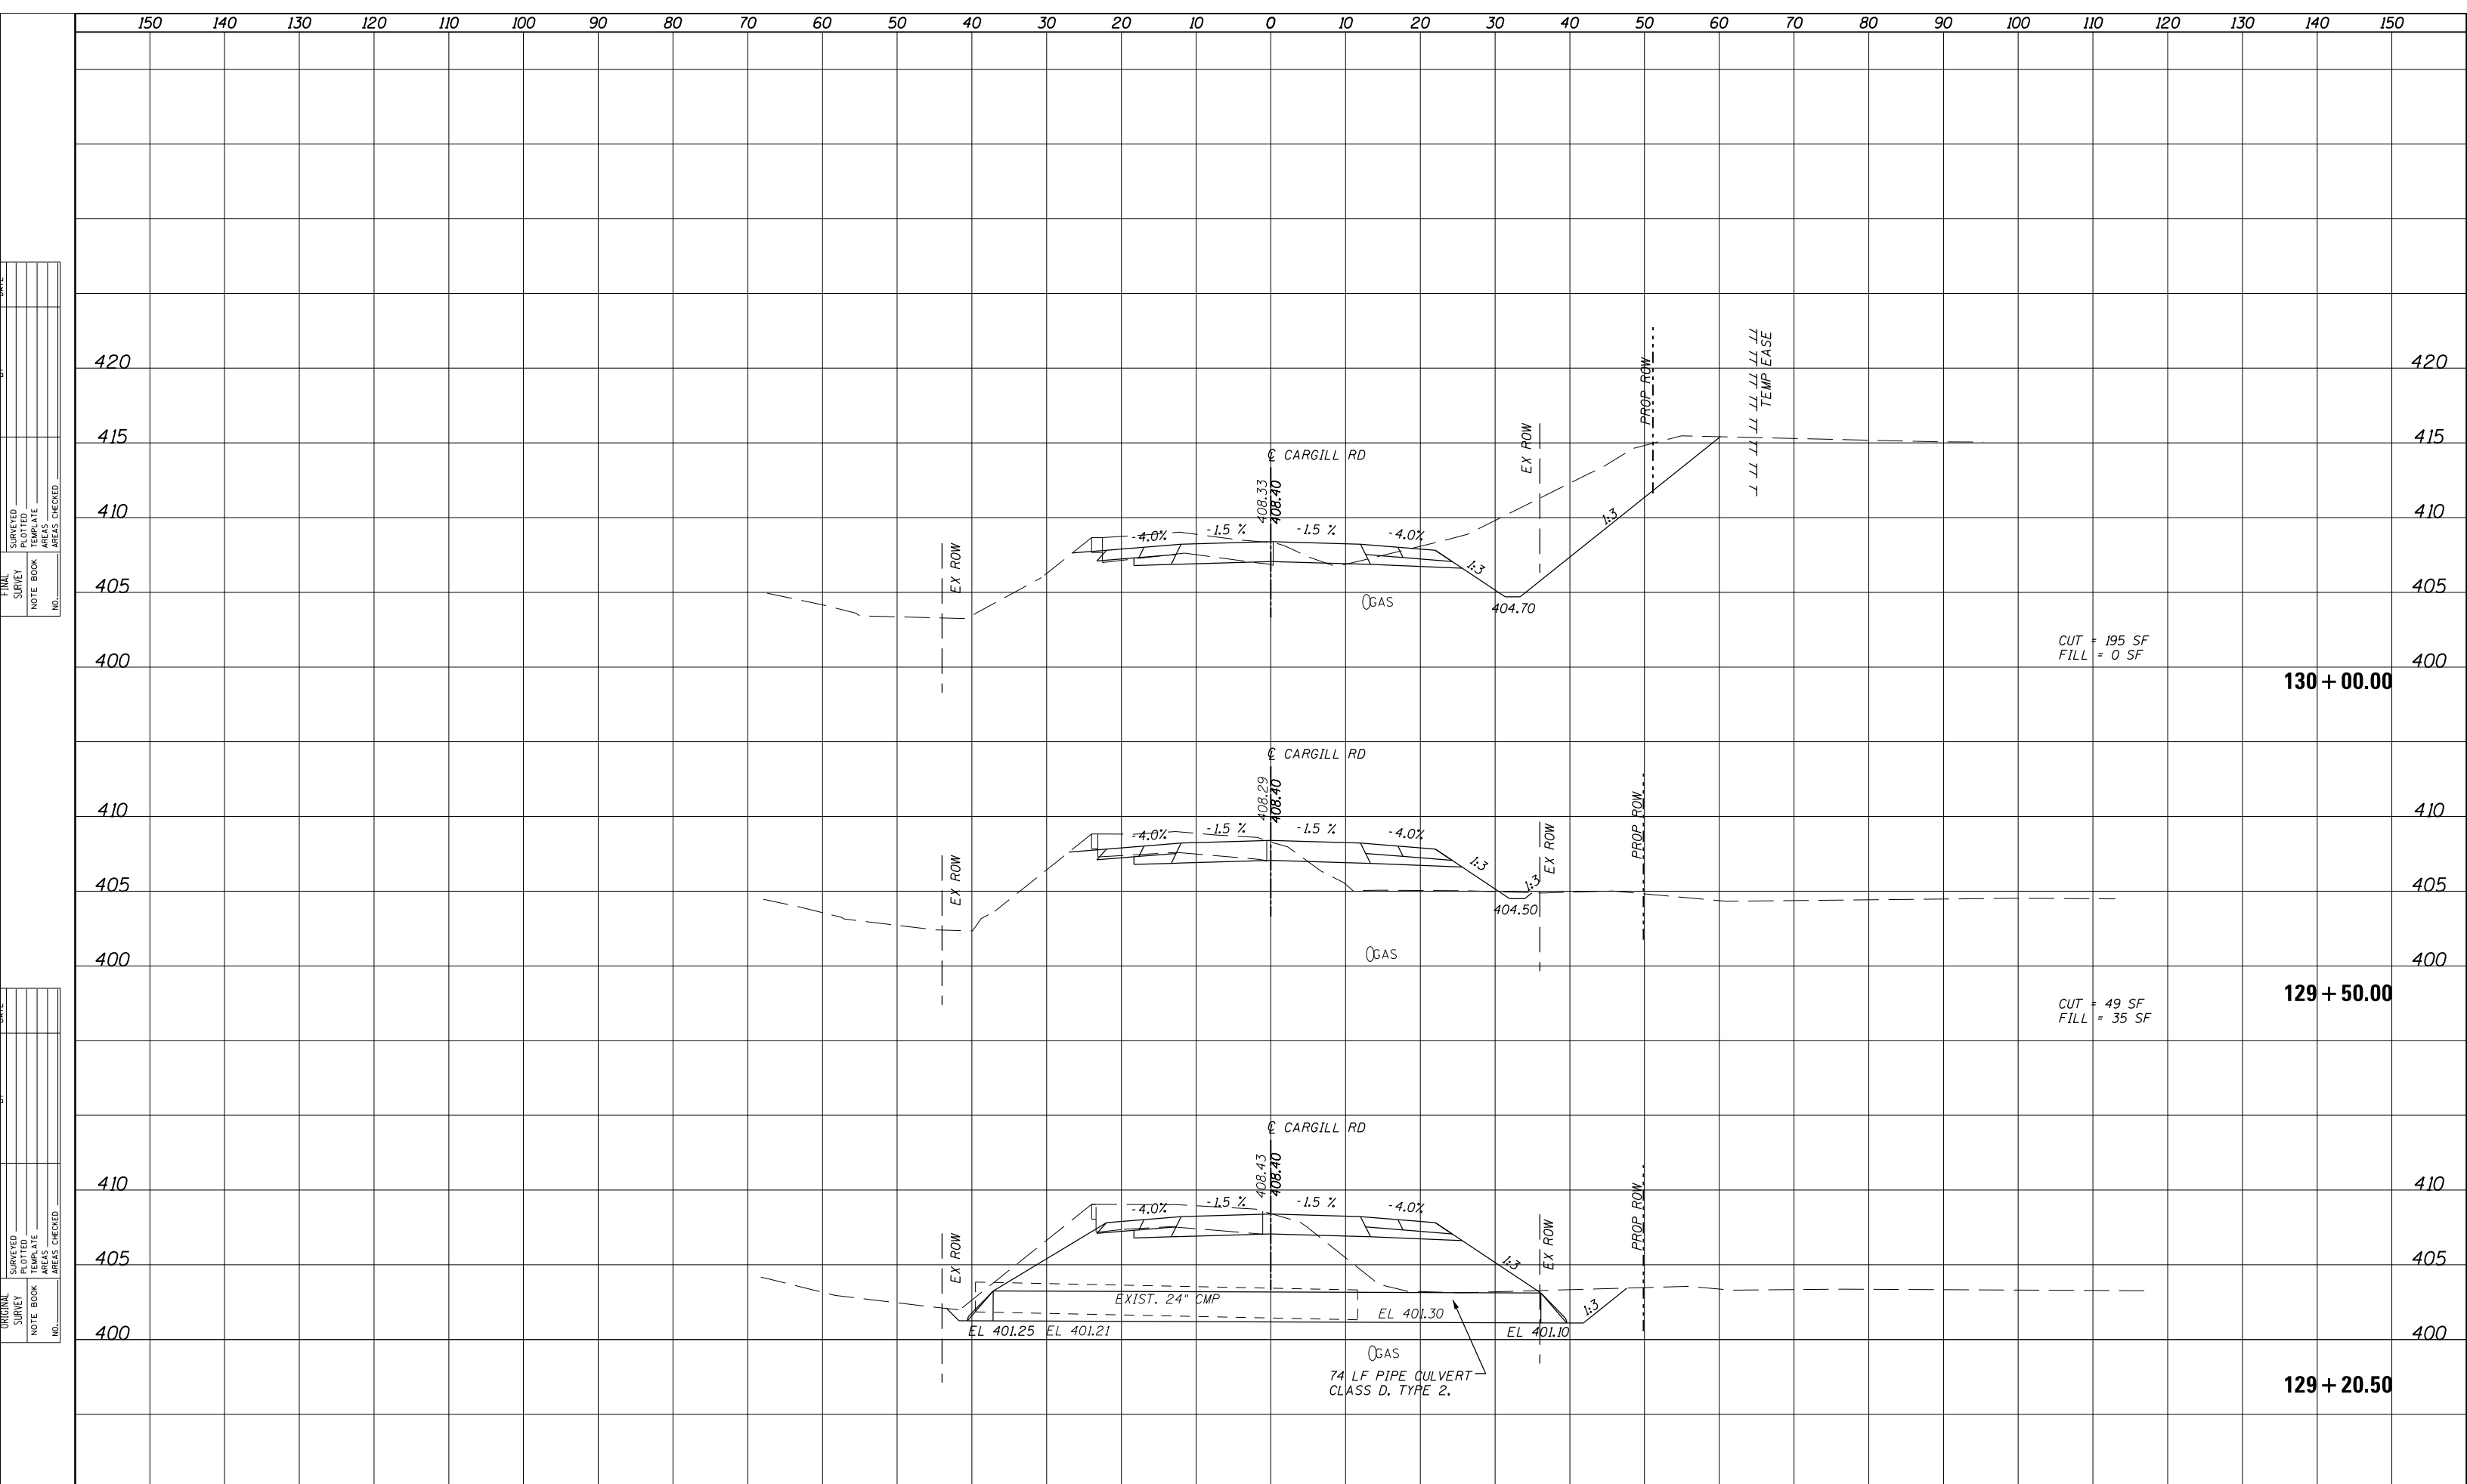 150 140 130 120 110 100 90 80 70 60 50 40 30 20 10 0 10 20 30 40 50 60 70 80 90 100 110 120 130 140 150
420 420
PROP ROW
TEMP EASE
415 415
EX ROW
℄ CARGILL RD
408.33
408.40
410 410
-4.0%
-1.5 %
-1.5 %
-4.0%
1:3
1:3
EX ROW
405 405
GAS
404.70
CUT = 195 SF
FILL = 0 SF
400 400
130+00.00
℄ CARGILL RD
408.29
408.40
410 410
-4.0%
-1.5 %
-1.5 %
-4.0%
1:3
1:3
EX ROW
EX ROW
PROP ROW
405 405
404.50
GAS
400 400
129+50.00
CUT = 49 SF
FILL = 35 SF
℄ CARGILL RD
408.43
408.40
410 410
-4.0%
-1.5 %
-1.5 %
-4.0%
EX ROW
1:3
EX ROW
PROP ROW
405 405
EXIST. 24" CMP
EL 401.30
1:3
EL 401.25 EL 401.21
EL 401.10
400 400
GAS
74 LF PIPE CULVERT
CLASS D, TYPE 2.
129+20.50
FINAL
SURVEY
NOTE BOOK
NO.
SURVEYED
PLOTTED
TEMPLATE
AREAS
AREAS CHECKED
ORIGINAL
SURVEY
NOTE BOOK
NO.
SURVEYED
PLOTTED
TEMPLATE
AREAS
AREAS CHECKED